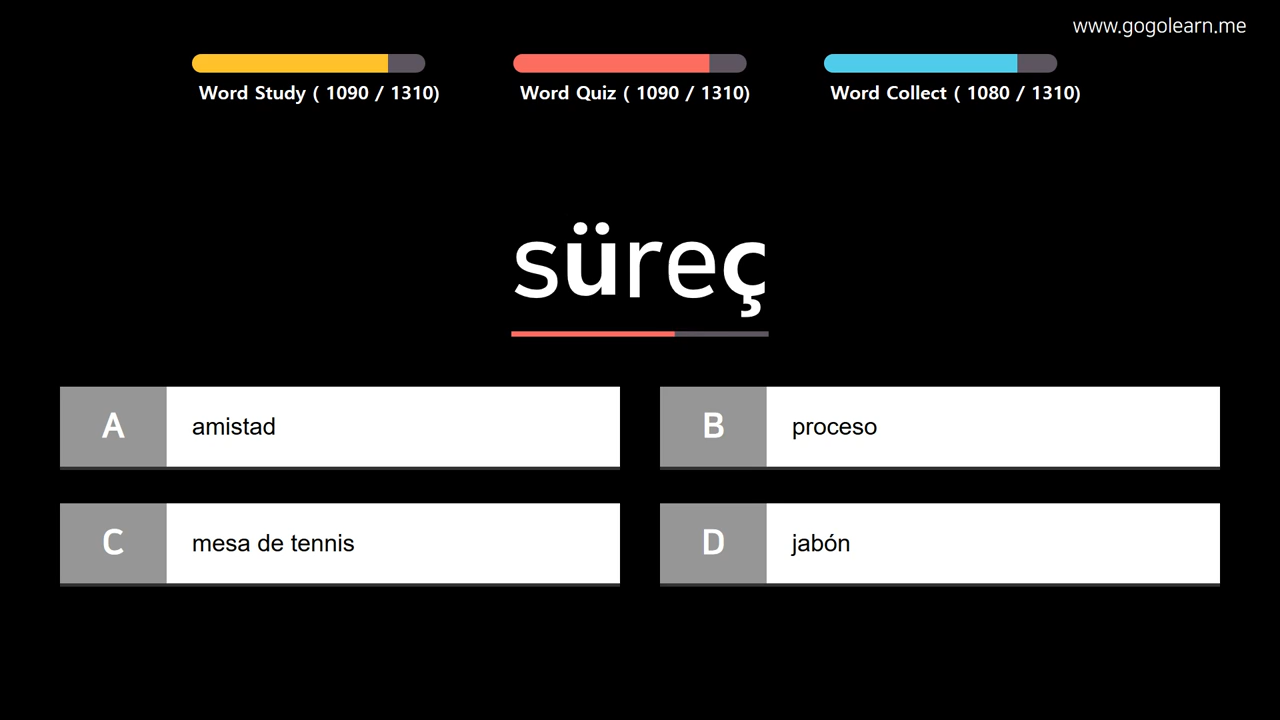 www.gogolearn.me
Word Study ( 1090 / 1310)
Word Quiz ( 1090 / 1310)
Word Collect ( 1080 / 1310)
süreç
A
amistad
B
proceso
C
mesa de tennis
D
jabón